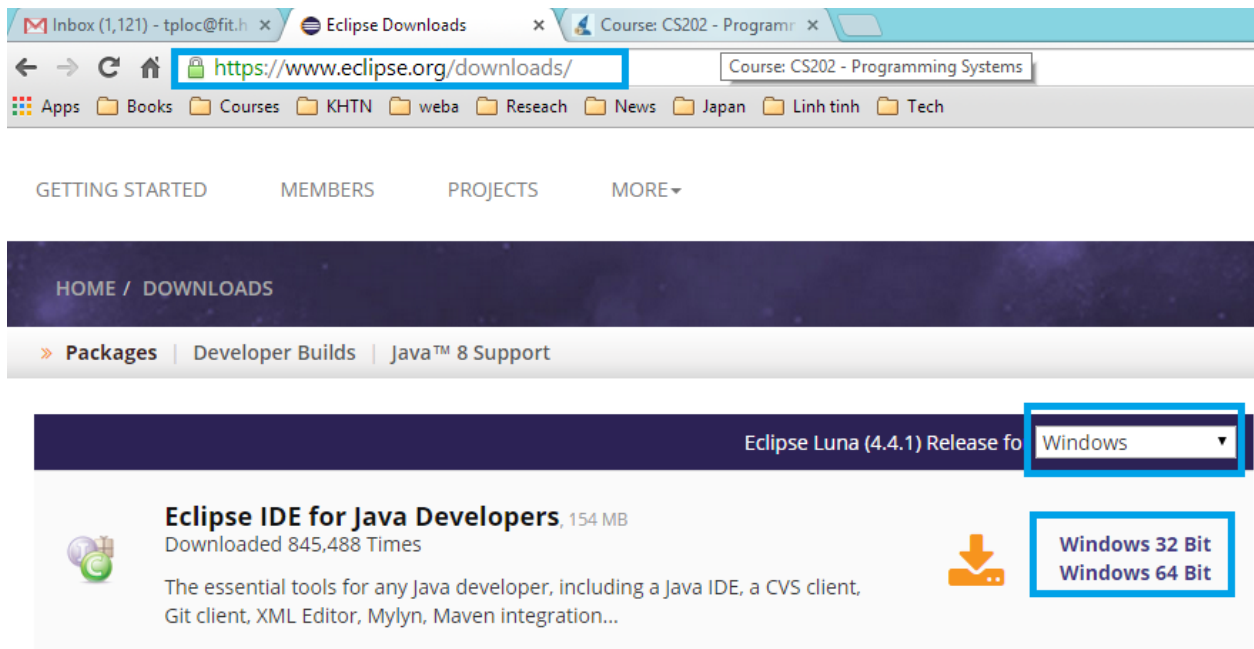 Inbox (1,121) - tploc@fit.h Eclipse Downloads Course: CS202 - Programm
https://www.eclipse.org/downloads/ Course: CS202 - Programming Systems
Apps Books Courses KHTN weba Reseach News Japan Linh tinh Tech
GETTING STARTED MEMBERS PROJECTS MORE
HOME / DOWNLOADS
» Packages | Developer Builds | Java™ 8 Support
Eclipse Luna (4.4.1) Release fo Windows
Eclipse IDE for Java Developers, 154 MB
Downloaded 845,488 Times
Windows 32 Bit
Windows 64 Bit
The essential tools for any Java developer, including a Java IDE, a CVS client,
Git client, XML Editor, Mylyn, Maven integration...